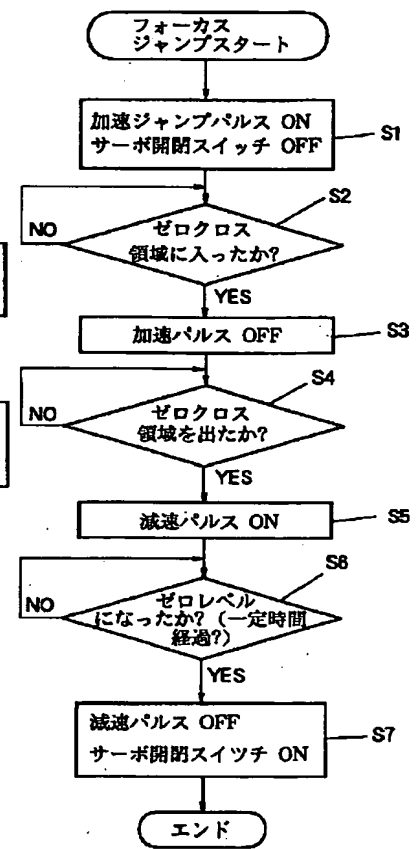 フォーカス
ジャンプスタート
加速ジャンプパルス ON
サーボ開閉スイッチ OFF
S1
S2
ゼロクロス
領域に入ったか?
NO
YES
加速パルス OFF
S3
S4
ゼロクロス
領域を出たか?
NO
YES
減速パルス ON
S5
S6
ゼロレベル
になったか?(一定時間
経過?)
NO
YES
減速パルス OFF
サーボ開閉スイツチ ON
S7
エンド